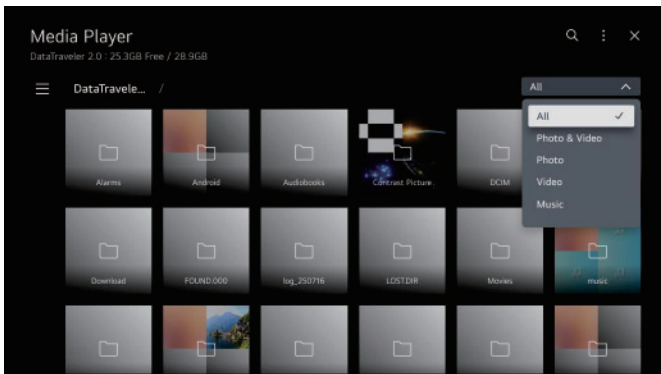 Media Player
DataTraveler 2.0 : 25.3GB Free / 28.9GB
DataTravele... /
All
All
Photo & Video
Photo
Video
Music
Alarms
Android
Audiobooks
Contrast Picture .
DCIM
Download
FOUND.000
log_250716
LOST.DIR
Movies
music